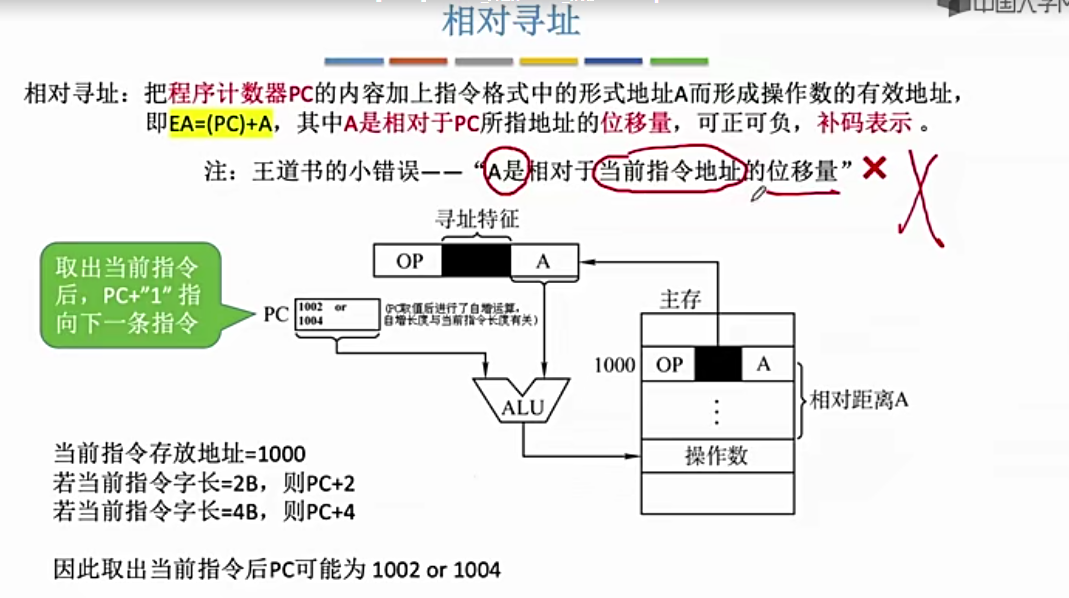 中国大学M
相对寻址
相对寻址：把程序计数器PC的内容加上指令格式中的形式地址A而形成操作数的有效地址，
即EA=(PC)+A，其中A是相对于PC所指地址的位移量，可正可负，补码表示 。
注：王道书的小错误——“A是相对于当前指令地址的位移量”
寻址特征
OP A
取出当前指令
后，PC+”1” 指
向下一条指令
PC
1002 or
1004
(PC取值后进行了自增运算，
自增长度与当前指令长度有关)
主存
1000 OP A
相对距离A
ALU
操作数
当前指令存放地址=1000
若当前指令字长=2B，则PC+2
若当前指令字长=4B，则PC+4
因此取出当前指令后PC可能为 1002 or 1004